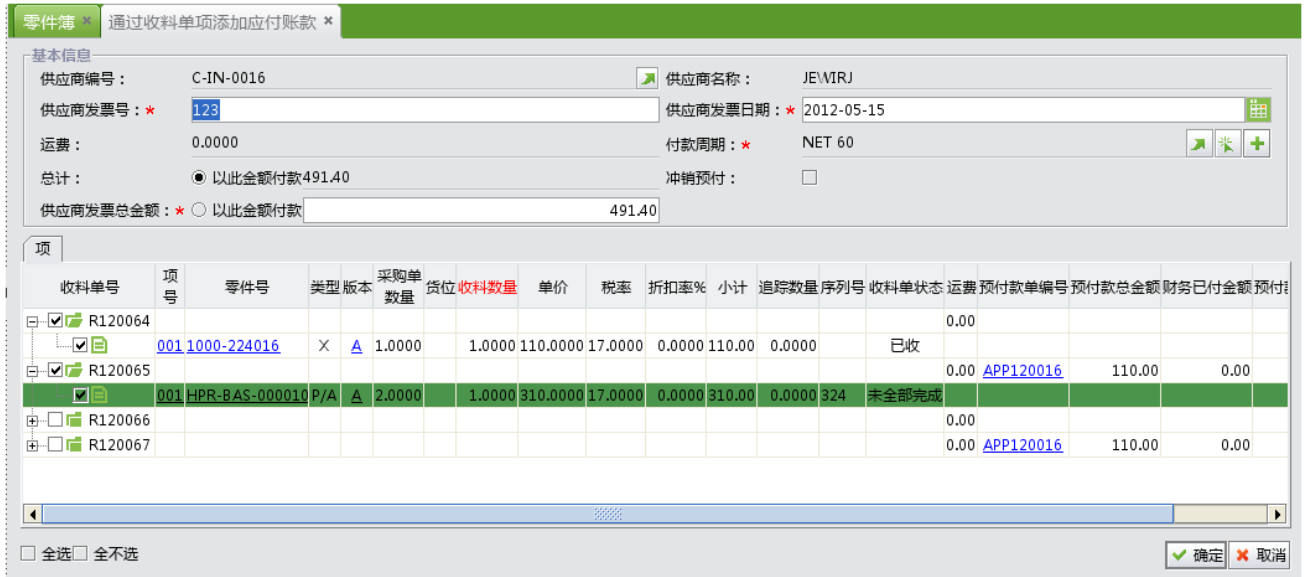 零件簿 × 通过收料单项添加应付账款 ×
基本信息
供应商编号： C-IN-0016 供应商名称： JEWIRJ
供应商发票号：* 123 供应商发票日期：* 2012-05-15
运费： 0.0000 付款周期：* NET 60
总计： 以此金额付款491.40 冲销预付：
供应商发票总金额：* 以此金额付款 491.40
项
收料单号 项号 零件号 类型 版本 采购单数量 货位 收料数量 单价 税率 折扣率% 小计 追踪数量 序列号 收料单状态 运费 预付款单编号 预付款总金额 财务已付金额 预付
R120064 0.00
001 1000-224016 X A 1.0000 1.0000 110.0000 17.0000 0.0000 110.00 0.0000 已收
R120065 0.00 APP120016 110.00 0.00
001 HPR-BAS-000010 P/A A 2.0000 1.0000 310.0000 17.0000 0.0000 310.00 0.0000 324 未全部完成
R120066 0.00
R120067 0.00 APP120016 110.00 0.00
全选 全不选 确定 取消